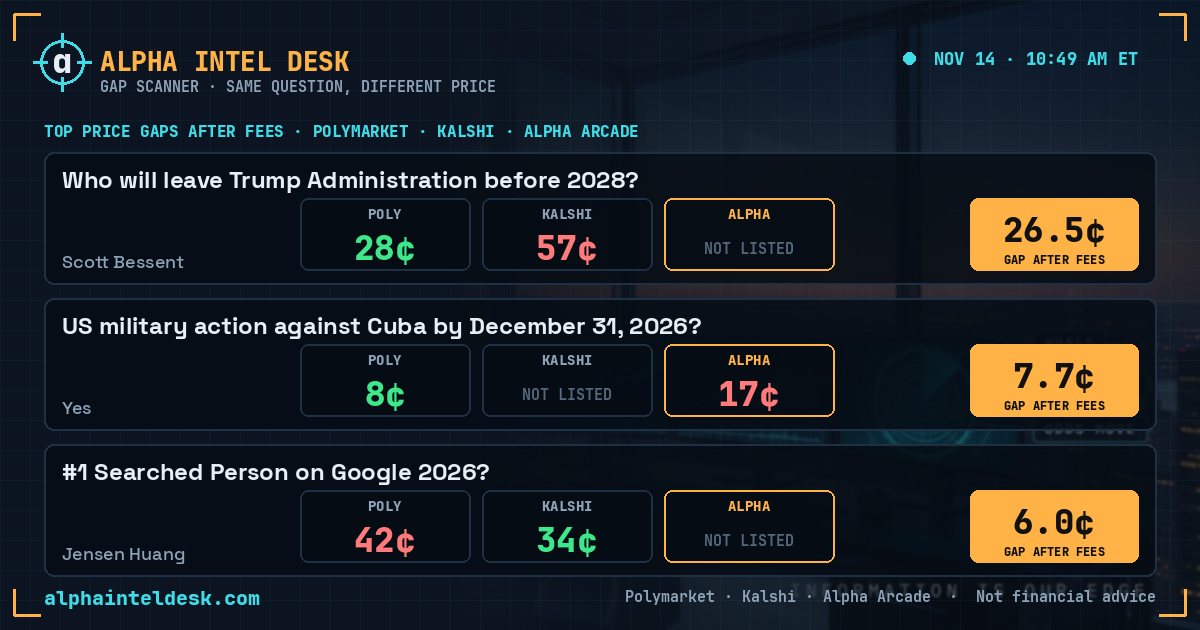 α
ALPHA INTEL DESK
GAP SCANNER · SAME QUESTION, DIFFERENT PRICE
NOV 14 · 10:49 AM ET
TOP PRICE GAPS AFTER FEES · POLYMARKET · KALSHI · ALPHA ARCADE
Who will leave Trump Administration before 2028?
Scott Bessent
POLY
28¢
KALSHI
57¢
ALPHA
NOT LISTED
26.5¢
GAP AFTER FEES
US military action against Cuba by December 31, 2026?
Yes
POLY
8¢
KALSHI
NOT LISTED
ALPHA
17¢
7.7¢
GAP AFTER FEES
#1 Searched Person on Google 2026?
Jensen Huang
POLY
42¢
KALSHI
34¢
ALPHA
NOT LISTED
6.0¢
GAP AFTER FEES
INFORMATION IS OUR EDGE
alphainteldesk.com
Polymarket · Kalshi · Alpha Arcade · Not financial advice